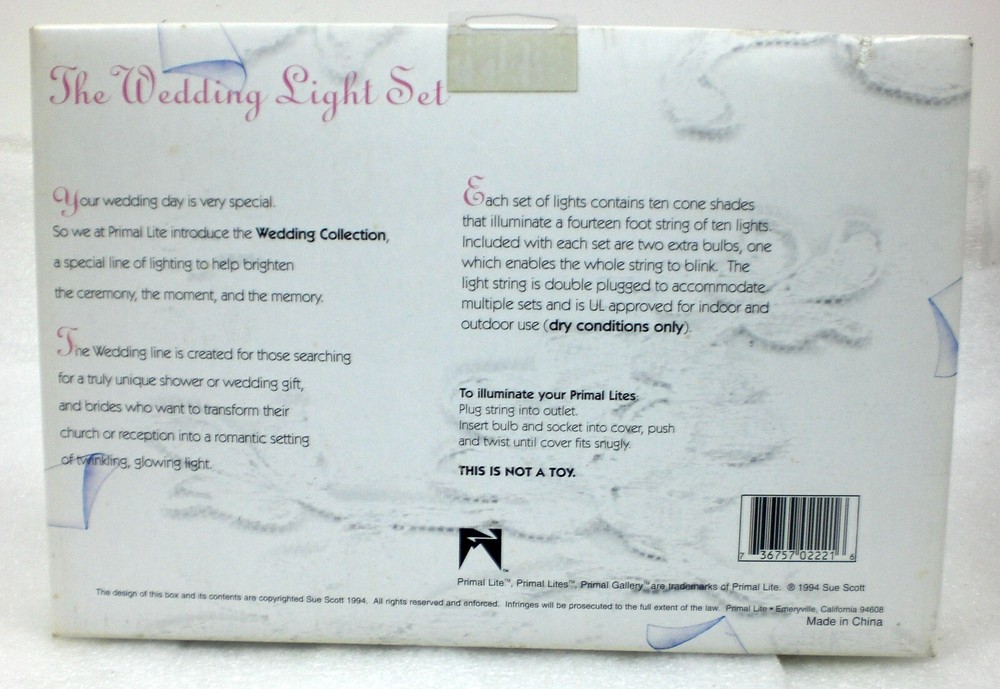 The Wedding Light Set
Your wedding day is very special.
So we at Primal Lite introduce the Wedding Collection,
a special line of lighting to help brighten
the ceremony, the moment, and the memory.
The Wedding line is created for those searching
for a truly unique shower or wedding gift,
and brides who want to transform their
church or reception into a romantic setting
of twinkling, glowing light.
Each set of lights contains ten cone shades
that illuminate a fourteen foot string of ten lights.
Included with each set are two extra bulbs, one
which enables the whole string to blink. The
light string is double plugged to accommodate
multiple sets and is UL approved for indoor and
outdoor use (dry conditions only).
To illuminate your Primal Lites:
Plug string into outlet.
Insert bulb and socket into cover, push
and twist until cover fits snugly.
THIS IS NOT A TOY.
7 36757 02221 6
Primal Lite™, Primal Lites™, Primal Gallery™ are trademarks of Primal Lite. ® 1994 Sue Scott
The design of this box and its contents are copyrighted Sue Scott 1994. All rights reserved and enforced. Infringes will be prosecuted to the full extent of the law. Primal Lite • Emeryville, California 94608
Made in China